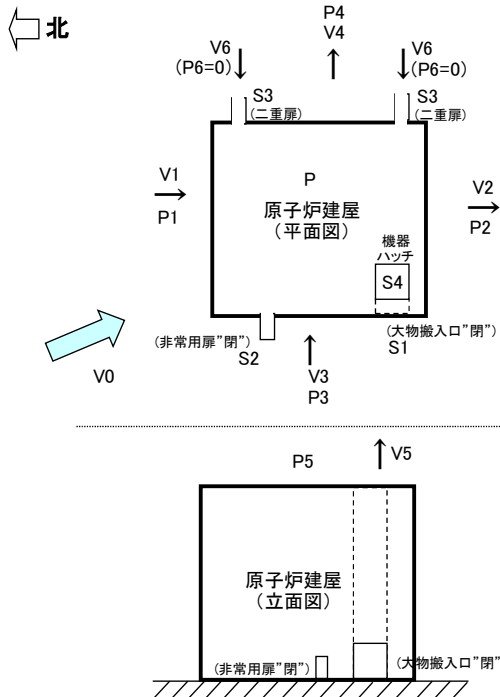 北
P4
V4
V6
(P6=0)
V6
(P6=0)
S3
(二重扉)
S3
(二重扉)
V1
P1
P
原子炉建屋
(平面図)
V2
P2
機器
ハッチ
S4
(非常用扉”閉”)
S2
(大物搬入口”閉”)
S1
V0
V3
P3
P5
V5
原子炉建屋
(立面図)
(非常用扉”閉”)
(大物搬入口”閉”)